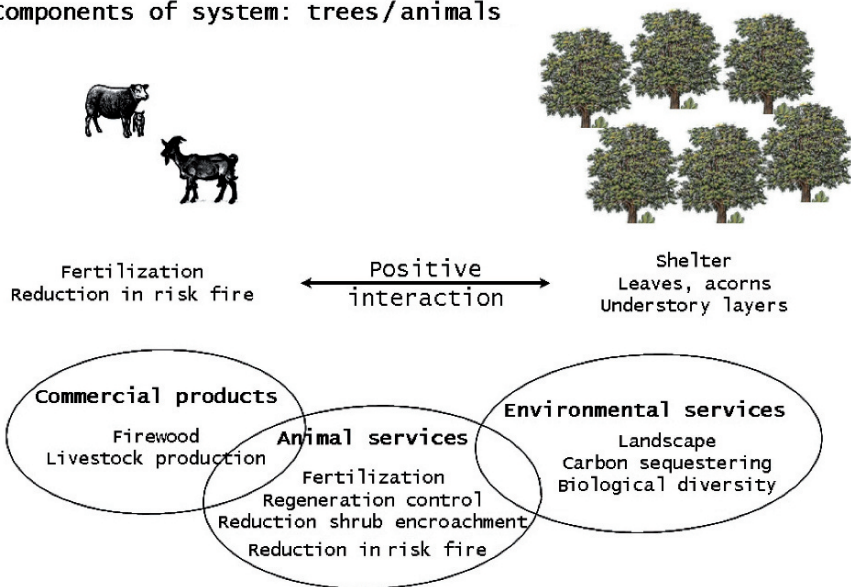 Components of system: trees/animals
Fertilization
Reduction in risk fire
Positive
interaction
Shelter
Leaves, acorns
Understory layers
Commercial products
Firewood
Livestock production
Animal services
Fertilization
Regeneration control
Reduction shrub encroachment
Reduction in risk fire
Environmental services
Landscape
Carbon sequestering
Biological diversity